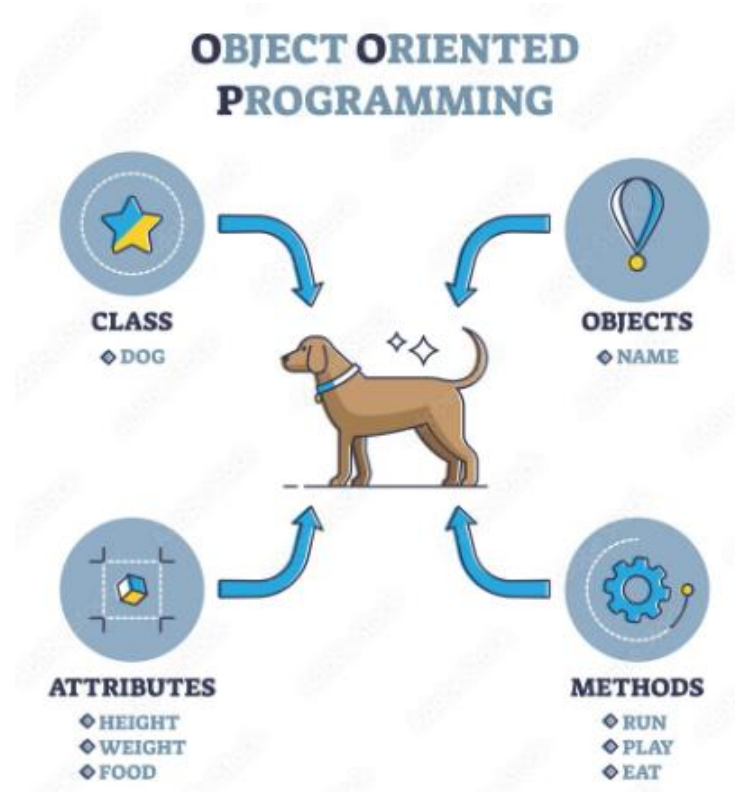 OBJECT ORIENTED
PROGRAMMING
CLASS
DOG
OBJECTS
NAME
ATTRIBUTES
HEIGHT
WEIGHT
FOOD
METHODS
RUN
PLAY
EAT